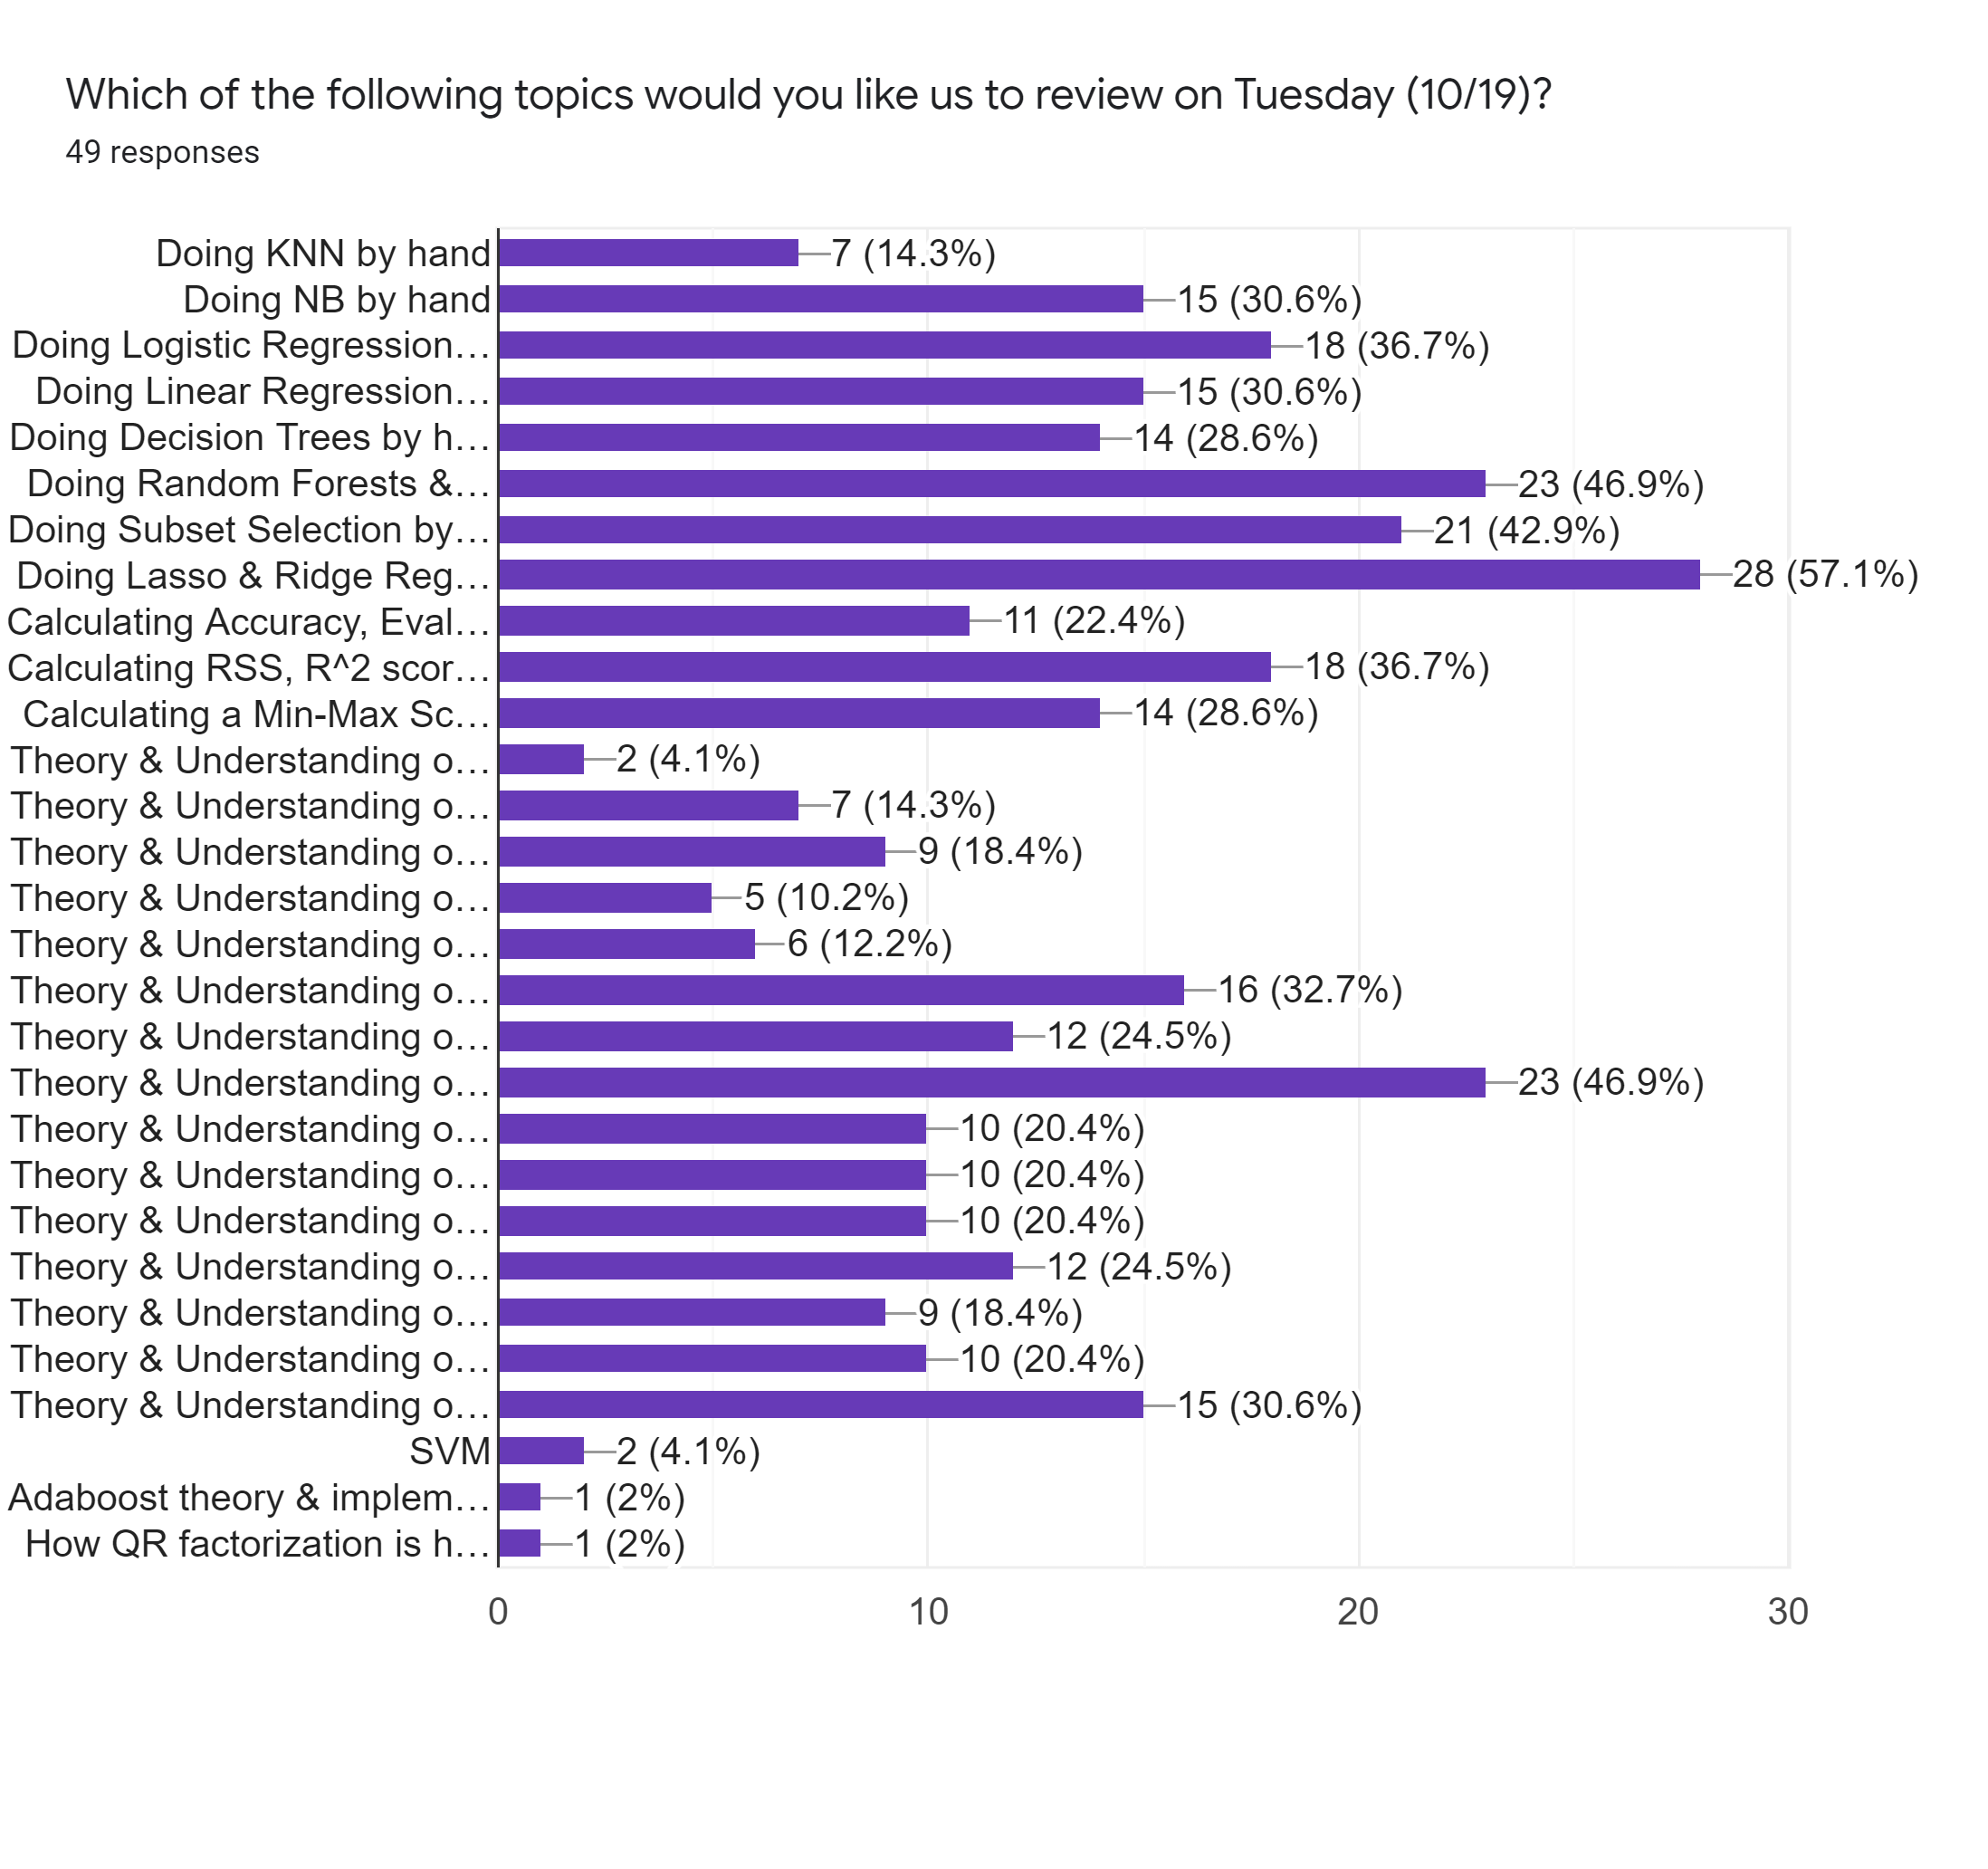 Which of the following topics would you like us to review on Tuesday (10/19)?
49 responses
Doing KNN by hand 7 (14.3%)
Doing NB by hand 15 (30.6%)
Doing Logistic Regression… 18 (36.7%)
Doing Linear Regression… 15 (30.6%)
Doing Decision Trees by h… 14 (28.6%)
Doing Random Forests &… 23 (46.9%)
Doing Subset Selection by… 21 (42.9%)
Doing Lasso & Ridge Reg… 28 (57.1%)
Calculating Accuracy, Eval… 11 (22.4%)
Calculating RSS, R^2 scor… 18 (36.7%)
Calculating a Min-Max Sc… 14 (28.6%)
Theory & Understanding o… 2 (4.1%)
Theory & Understanding o… 7 (14.3%)
Theory & Understanding o… 9 (18.4%)
Theory & Understanding o… 5 (10.2%)
Theory & Understanding o… 6 (12.2%)
Theory & Understanding o… 16 (32.7%)
Theory & Understanding o… 12 (24.5%)
Theory & Understanding o… 23 (46.9%)
Theory & Understanding o… 10 (20.4%)
Theory & Understanding o… 10 (20.4%)
Theory & Understanding o… 10 (20.4%)
Theory & Understanding o… 12 (24.5%)
Theory & Understanding o… 9 (18.4%)
Theory & Understanding o… 10 (20.4%)
Theory & Understanding o… 15 (30.6%)
SVM 2 (4.1%)
Adaboost theory & implem… 1 (2%)
How QR factorization is h… 1 (2%)
0 10 20 30